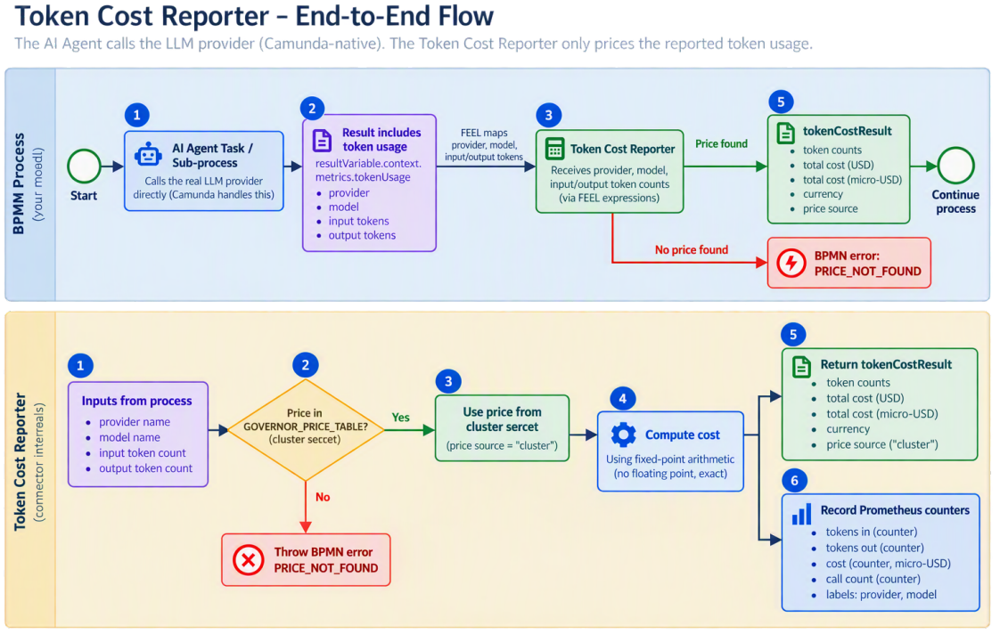 Token Cost Reporter – End-to-End Flow
The AI Agent calls the LLM provider (Camunda-native). The Token Cost Reporter only prices the reported token usage.
BPMM Process
(your moedl)
Start
1
AI Agent Task /
Sub-process
Calls the real LLM provider
directly (Camunda handles this)
2
Result includes
token usage
resultVariable.context.
metrics.tokenUsage
• provider
• model
• input tokens
• output tokens
FEEL maps
provider, model,
input/output tokens
3
Token Cost Reporter
Receives provider, model,
input/output token counts
(via FEEL expressions)
Price found
No price found
5
tokenCostResult
• token counts
• total cost (USD)
• total cost (micro-USD)
• currency
• price source
Continue
process
BPMN error:
PRICE_NOT_FOUND
Token Cost Reporter
(connector interreals)
1
Inputs from process
• provider name
• model name
• input token count
• output token count
2
Price in
GOVERNOR_PRICE_TABLE?
(cluster seccet)
Yes
No
Throw BPMN error
PRICE_NOT_FOUND
3
Use price from
cluster sercet
(price source = "cluster")
4
Compute cost
Using fixed-point arithmetic
(no floating point, exact)
5
Return tokenCostResult
• token counts
• total cost (USD)
• total cost (micro-USD)
• currency
• price source ("cluster")
6
Record Prometheus counters
• tokens in (counter)
• tokens out (counter)
• cost (counter, micro-USD)
• call count (counter)
• labels: provider, model